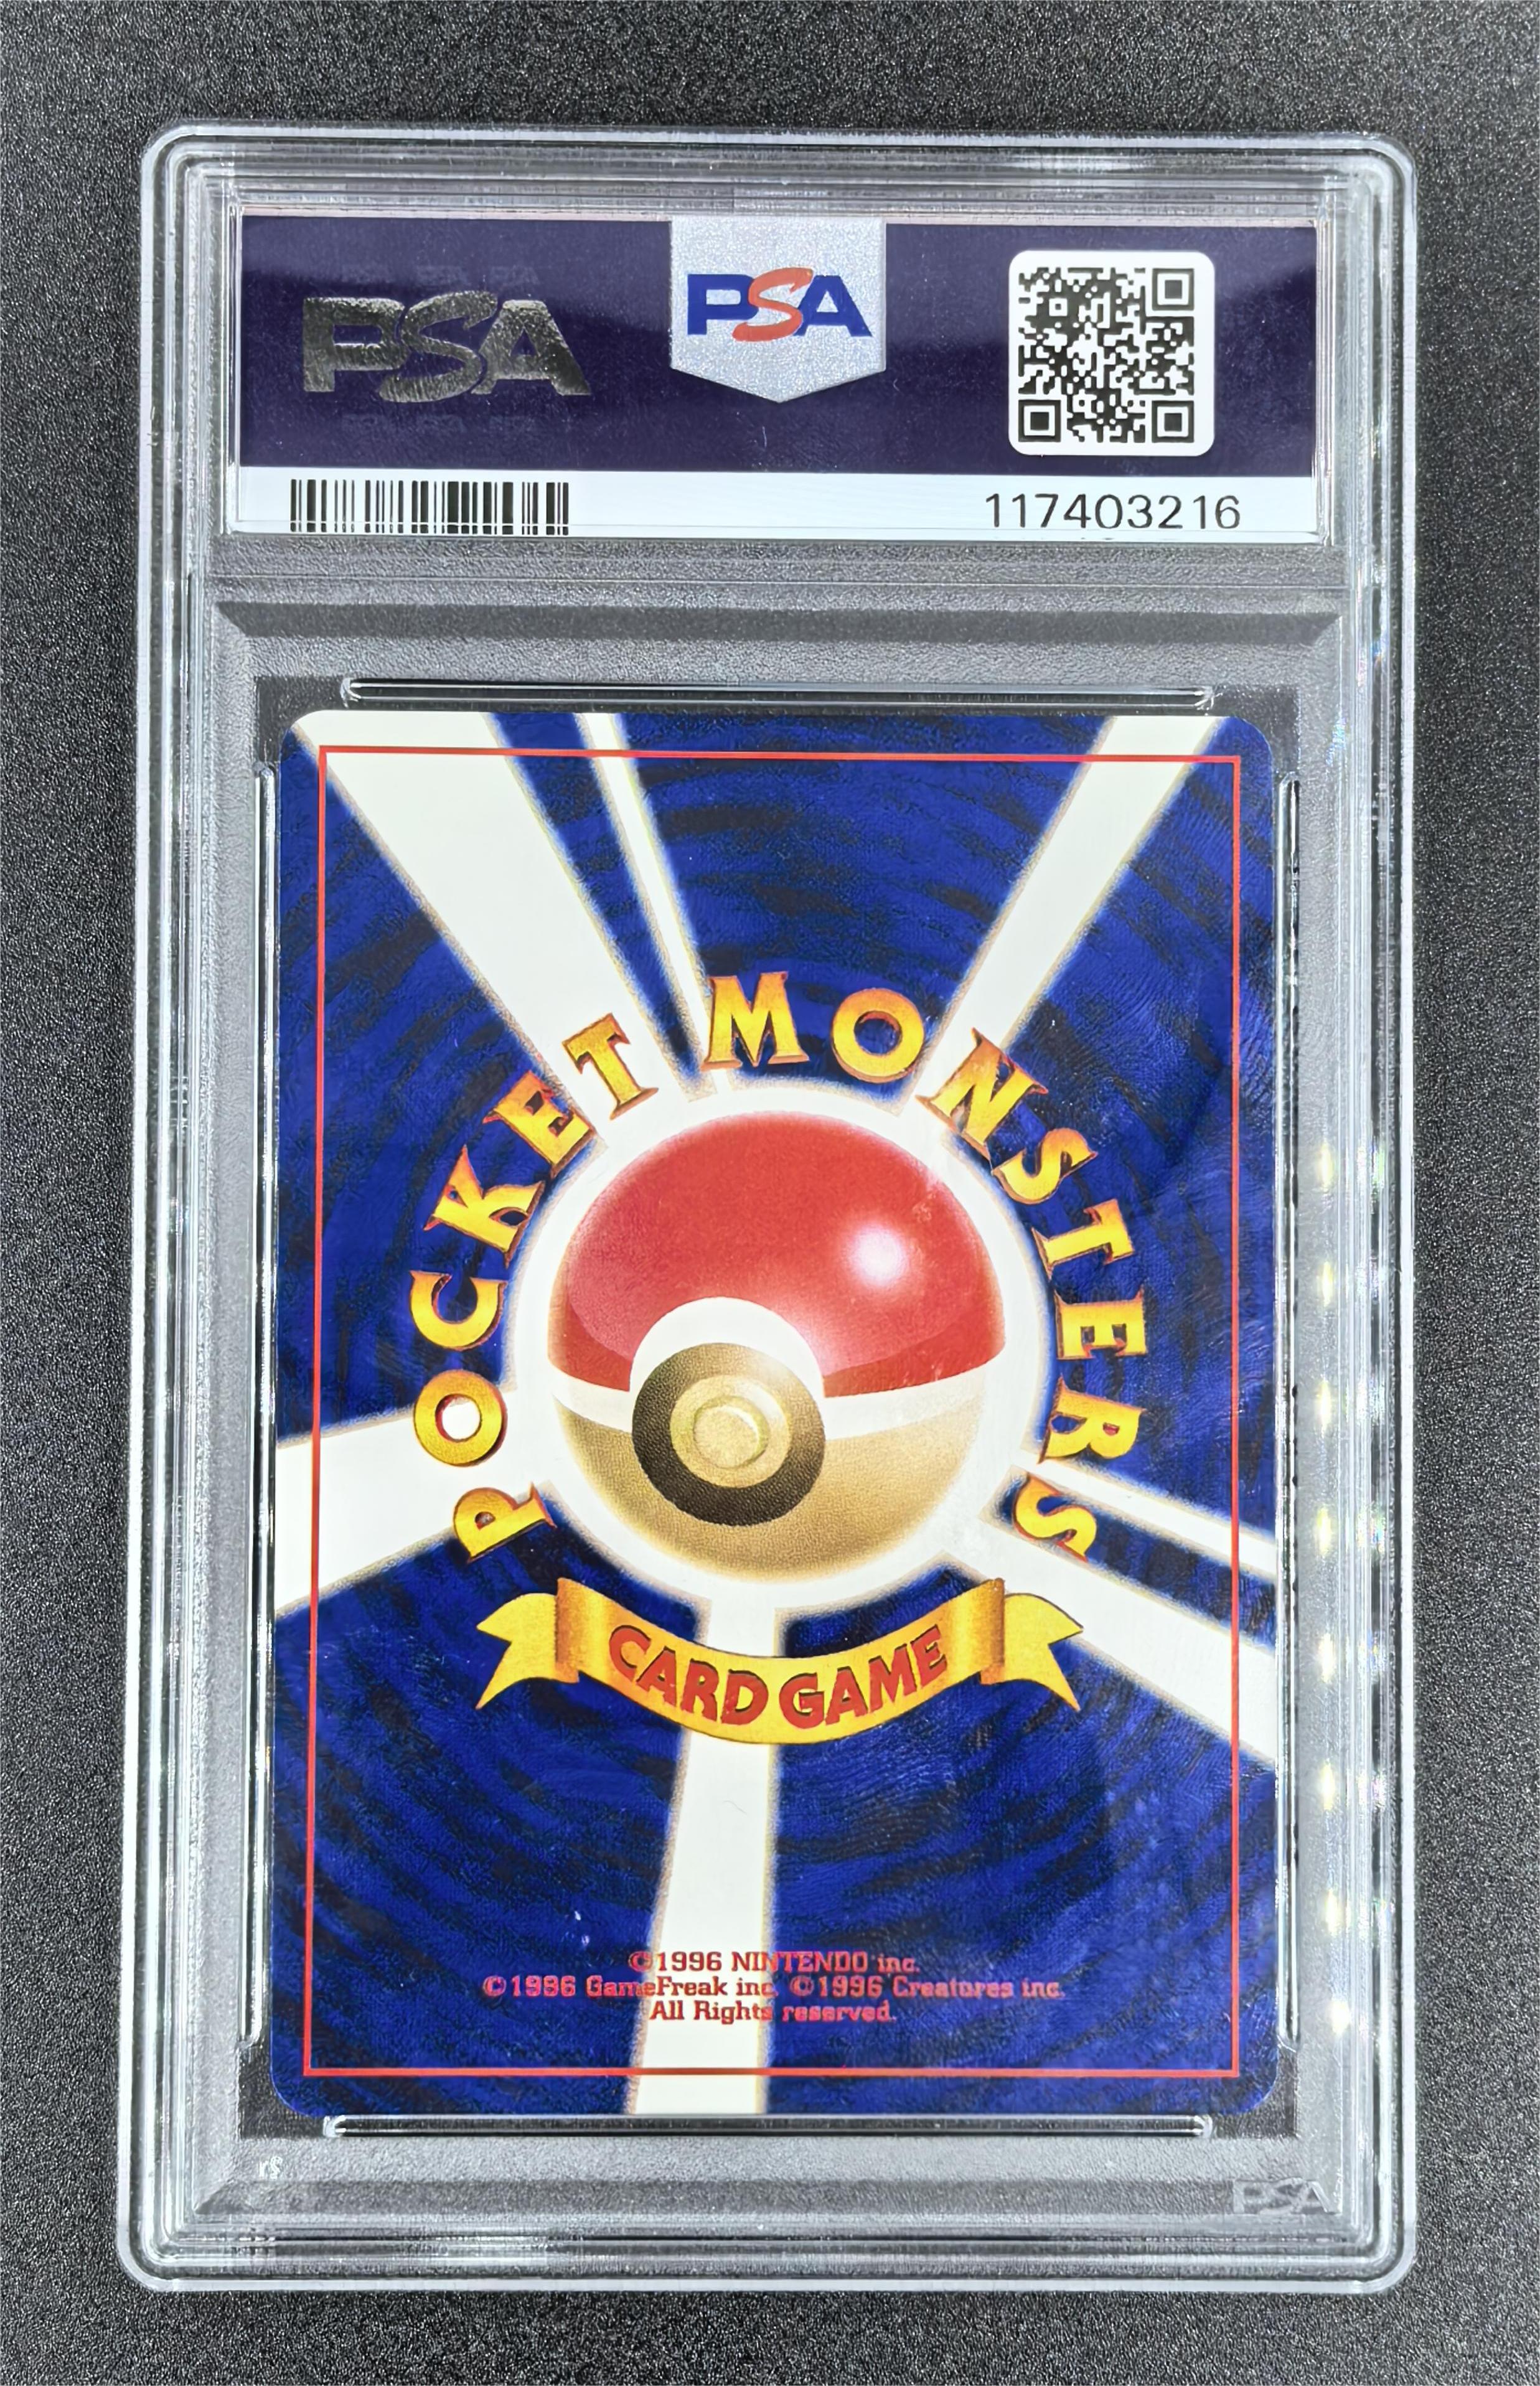 PSA
PSA
117403216
POCKET MONSTERS
CARD GAME
©1996 NINTENDO inc.
©1996 GameFreak inc. ©1996 Creatures inc.
All Rights reserved.
PSA